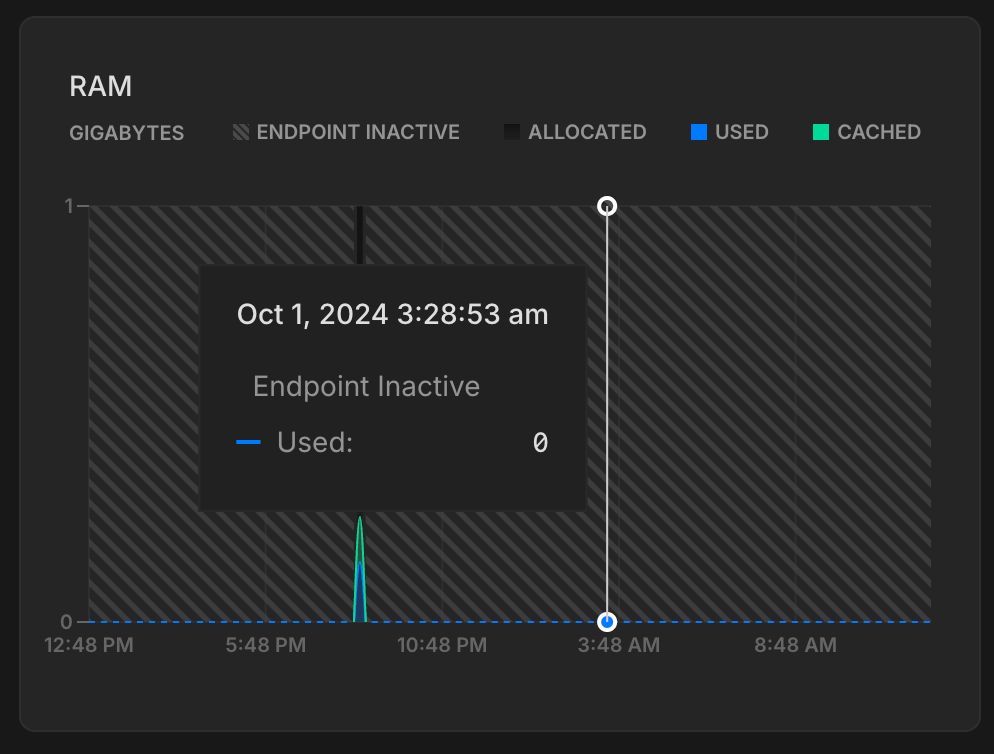 RAM
GIGABYTES ENDPOINT INACTIVE ALLOCATED USED CACHED
1
Oct 1, 2024 3:28:53 am
Endpoint Inactive
Used: 0
0
12:48 PM 5:48 PM 10:48 PM 3:48 AM 8:48 AM